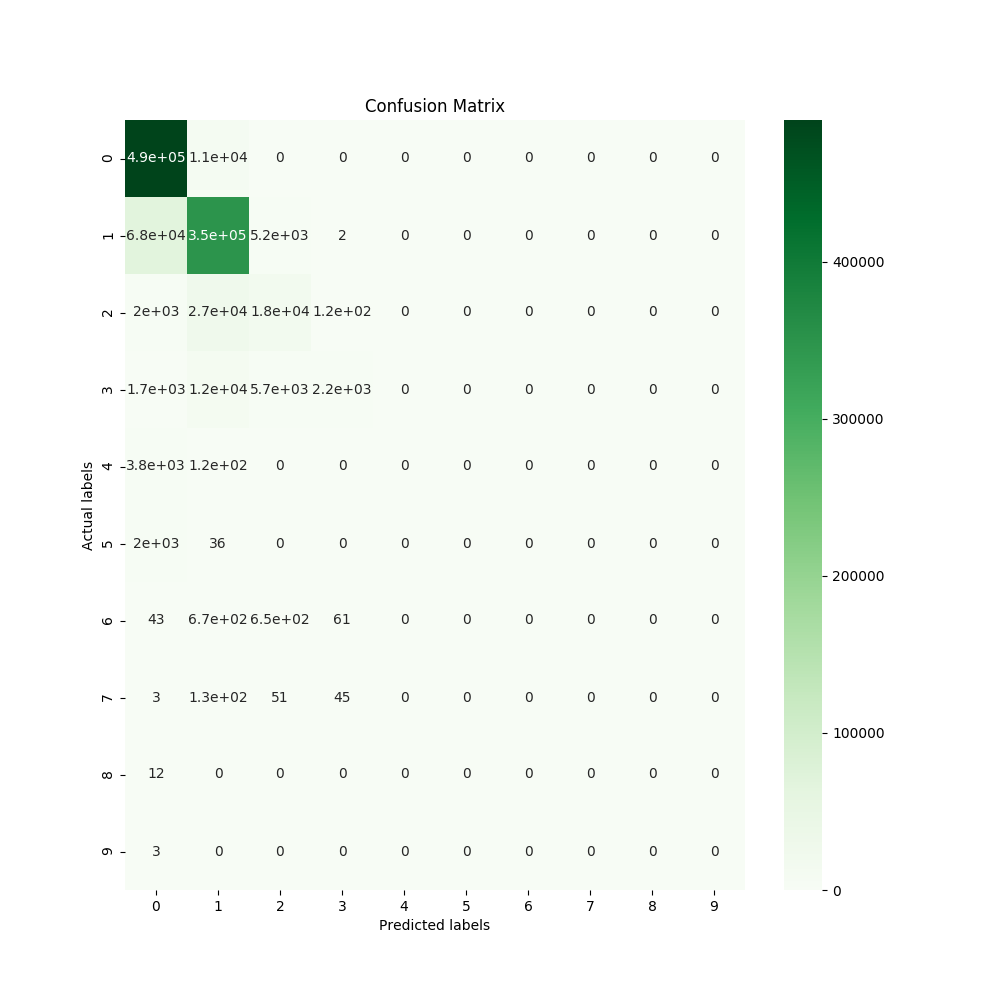 Confusion Matrix
0 4.9e+05 1.1e+04 0 0 0 0 0 0 0 0
1 6.8e+04 3.5e+05 5.2e+03 2 0 0 0 0 0 0
2 2e+03 2.7e+04 1.8e+04 1.2e+02 0 0 0 0 0 0
3 1.7e+03 1.2e+04 5.7e+03 2.2e+03 0 0 0 0 0 0
4 3.8e+03 1.2e+02 0 0 0 0 0 0 0 0
5 2e+03 36 0 0 0 0 0 0 0 0
6 43 6.7e+02 6.5e+02 61 0 0 0 0 0 0
7 3 1.3e+02 51 45 0 0 0 0 0 0
8 12 0 0 0 0 0 0 0 0 0
9 3 0 0 0 0 0 0 0 0 0
0 1 2 3 4 5 6 7 8 9
Predicted labels
Actual labels
400000
300000
200000
100000
0